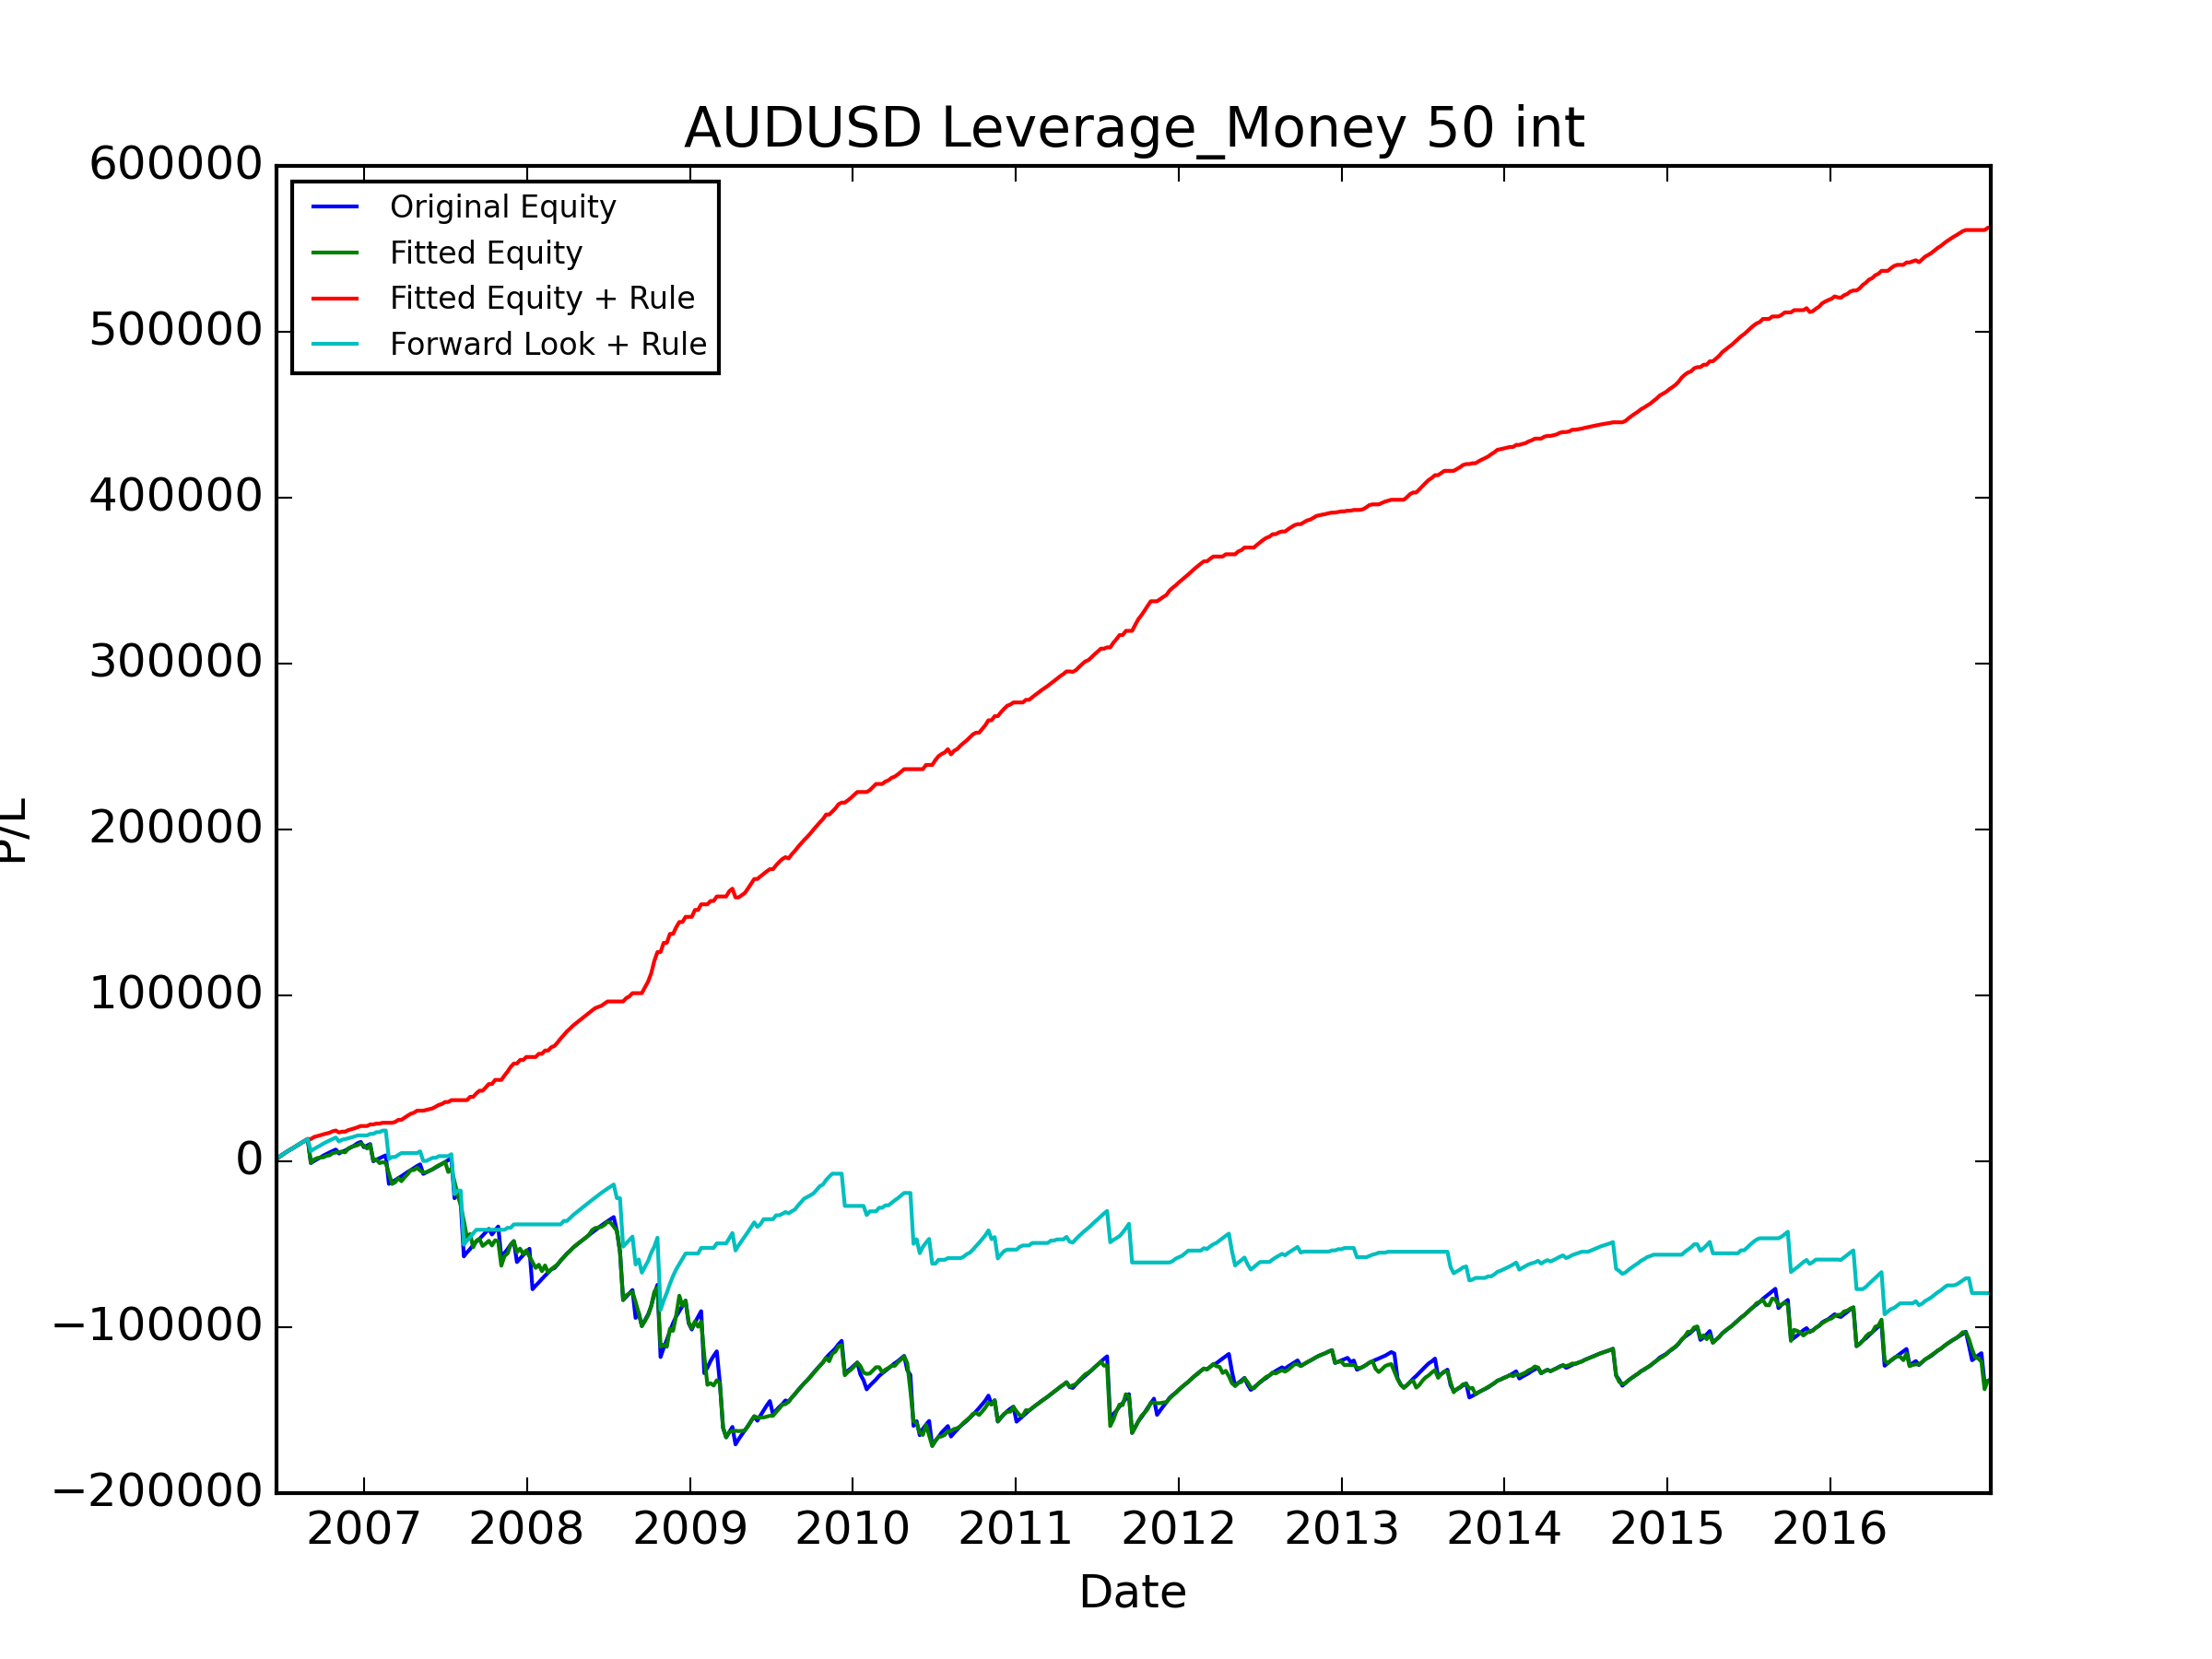 AUDUSD Leverage_Money 50 int
600000
500000
400000
300000
200000
100000
0
−100000
−200000
Original Equity
Fitted Equity
Fitted Equity + Rule
Forward Look + Rule
P/L
2007 2008 2009 2010 2011 2012 2013 2014 2015 2016
Date